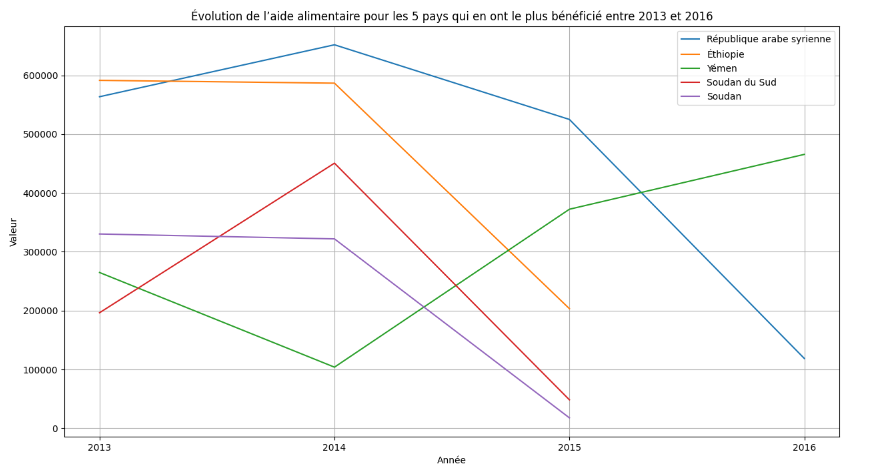 Évolution de l'aide alimentaire pour les 5 pays qui en ont le plus bénéficié entre 2013 et 2016
République arabe syrienne
Éthiopie
Yémen
Soudan du Sud
Soudan
Valeur
600000
500000
400000
300000
200000
100000
0
2013 2014 2015 2016
Année